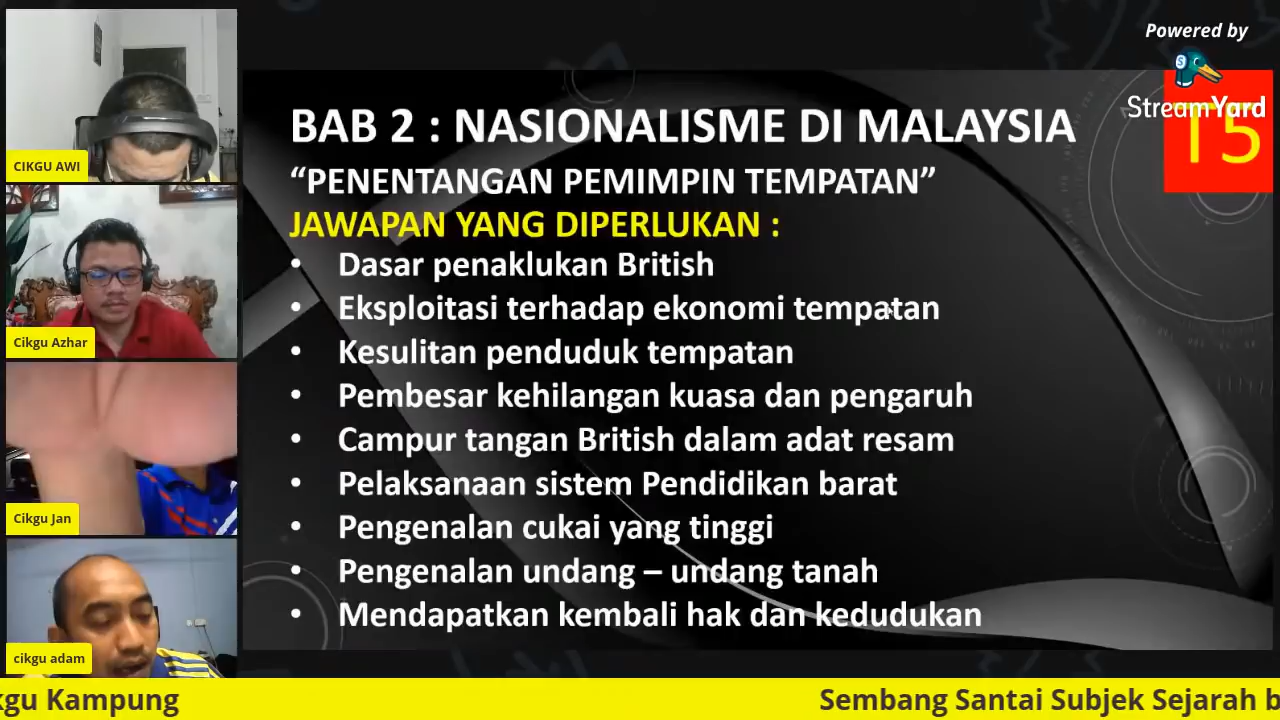 Powered by
StreamYard
T5
BAB 2 : NASIONALISME DI MALAYSIA
“PENENTANGAN PEMIMPIN TEMPATAN”
JAWAPAN YANG DIPERLUKAN :
• Dasar penaklukan British
• Eksploitasi terhadap ekonomi tempatan
• Kesulitan penduduk tempatan
• Pembesar kehilangan kuasa dan pengaruh
• Campur tangan British dalam adat resam
• Pelaksanaan sistem Pendidikan barat
• Pengenalan cukai yang tinggi
• Pengenalan undang – undang tanah
• Mendapatkan kembali hak dan kedudukan
CIKGU AWI
Cikgu Azhar
Cikgu Jan
cikgu adam
kgu Kampung
Sembang Santai Subjek Sejarah b